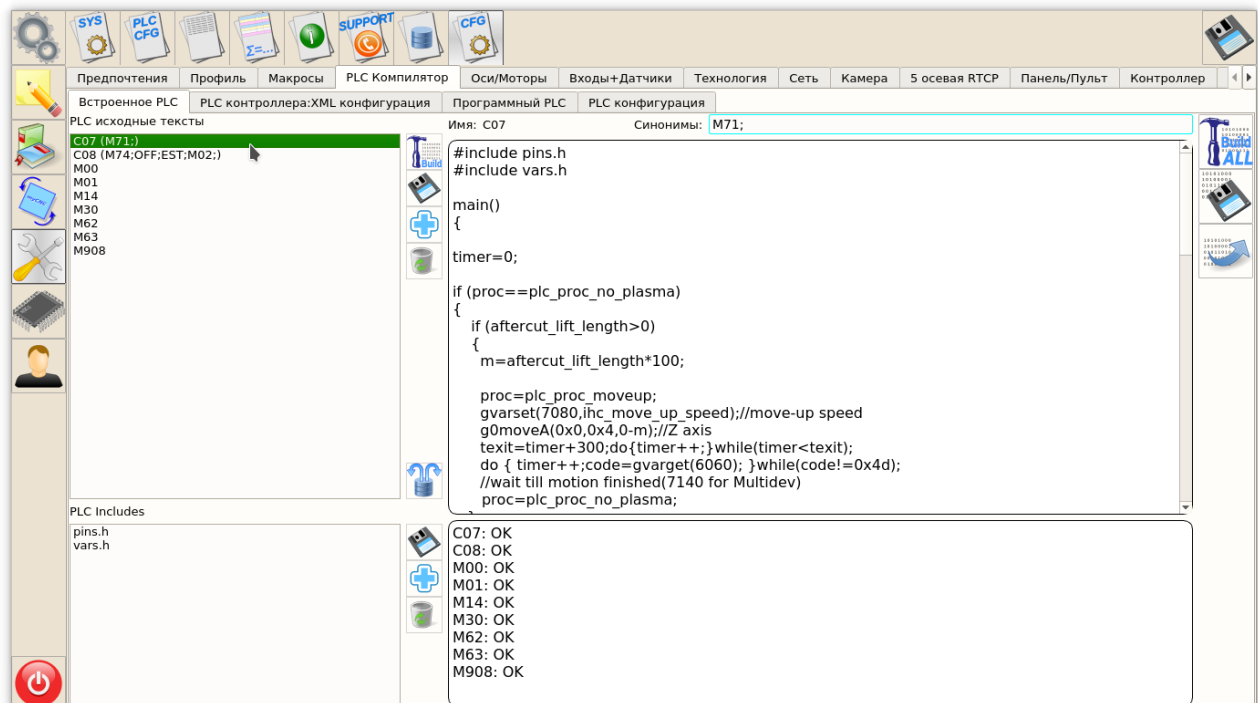 SYS
PLC
CFG
Σ=...
SUPPORT
CFG
Предпочтения Профиль Макросы PLC Компилятор Оси/Моторы Входы+Датчики Технология Сеть Камера 5 осевая RTCP Панель/Пульт Контроллер
Встроенное PLC PLC контроллера:XML конфигурация Программный PLC PLC конфигурация
PLC исходные тексты
C07 (M71;)
C08 (M74;OFF;EST;M02;)
M00
M01
M14
M30
M62
M63
M908
Build
Имя: C07 Синонимы: M71;
#include pins.h
#include vars.h
main()
{
timer=0;
if (proc==plc_proc_no_plasma)
{
if (aftercut_lift_length>0)
{
m=aftercut_lift_length*100;
proc=plc_proc_moveup;
gvarset(7080,ihc_move_up_speed);//move-up speed
g0moveA(0x0,0x4,0-m);//Z axis
texit=timer+300;do{timer++;}while(timer<texit);
do { timer++;code=gvarget(6060); }while(code!=0x4d);
//wait till motion finished(7140 for Multidev)
proc=plc_proc_no_plasma;
Build
ALL
PLC Includes
pins.h
vars.h
C07: OK
C08: OK
M00: OK
M01: OK
M14: OK
M30: OK
M62: OK
M63: OK
M908: OK